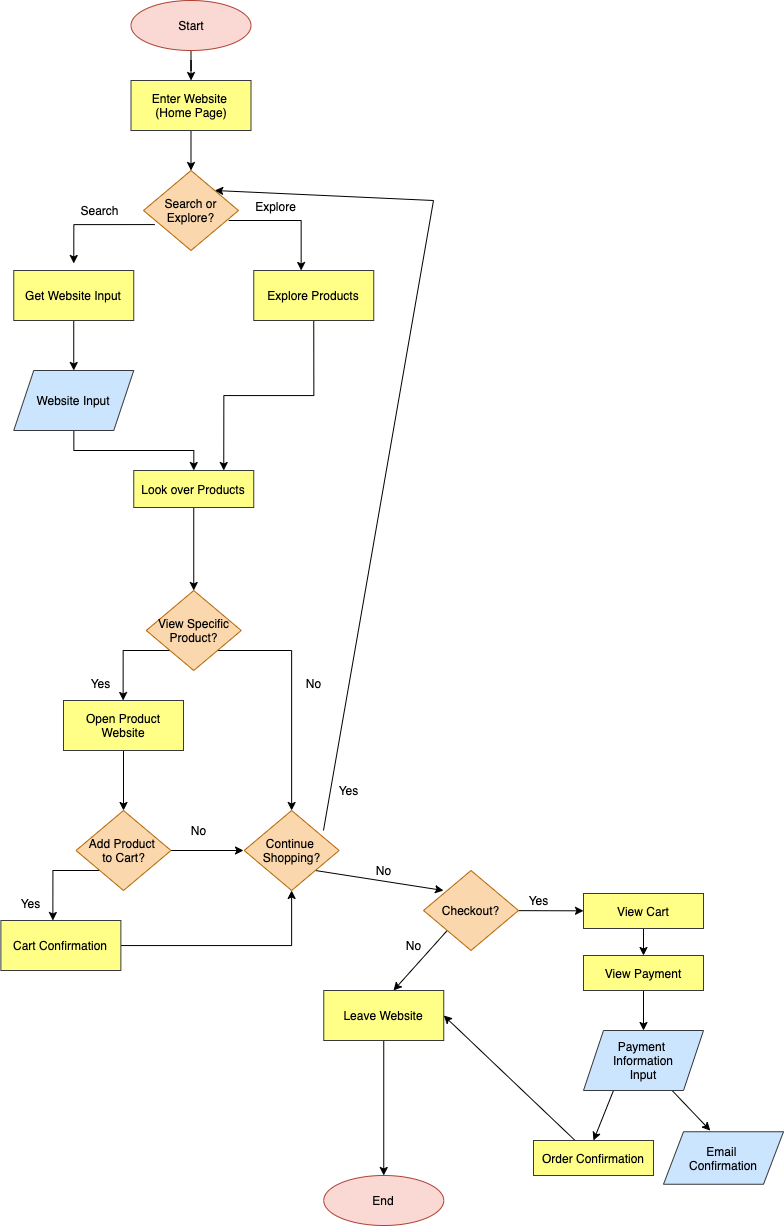 Start
Enter Website
(Home Page)
Search or
Explore?
Search
Explore
Get Website Input
Explore Products
Website Input
Look over Products
View Specific
Product?
Yes
No
Open Product
Website
Yes
Add Product
to Cart?
No
Continue
Shopping?
No
Yes
Cart Confirmation
Checkout?
Yes
View Cart
No
View Payment
Leave Website
Payment
Information
Input
Order Confirmation
Email
Confirmation
End